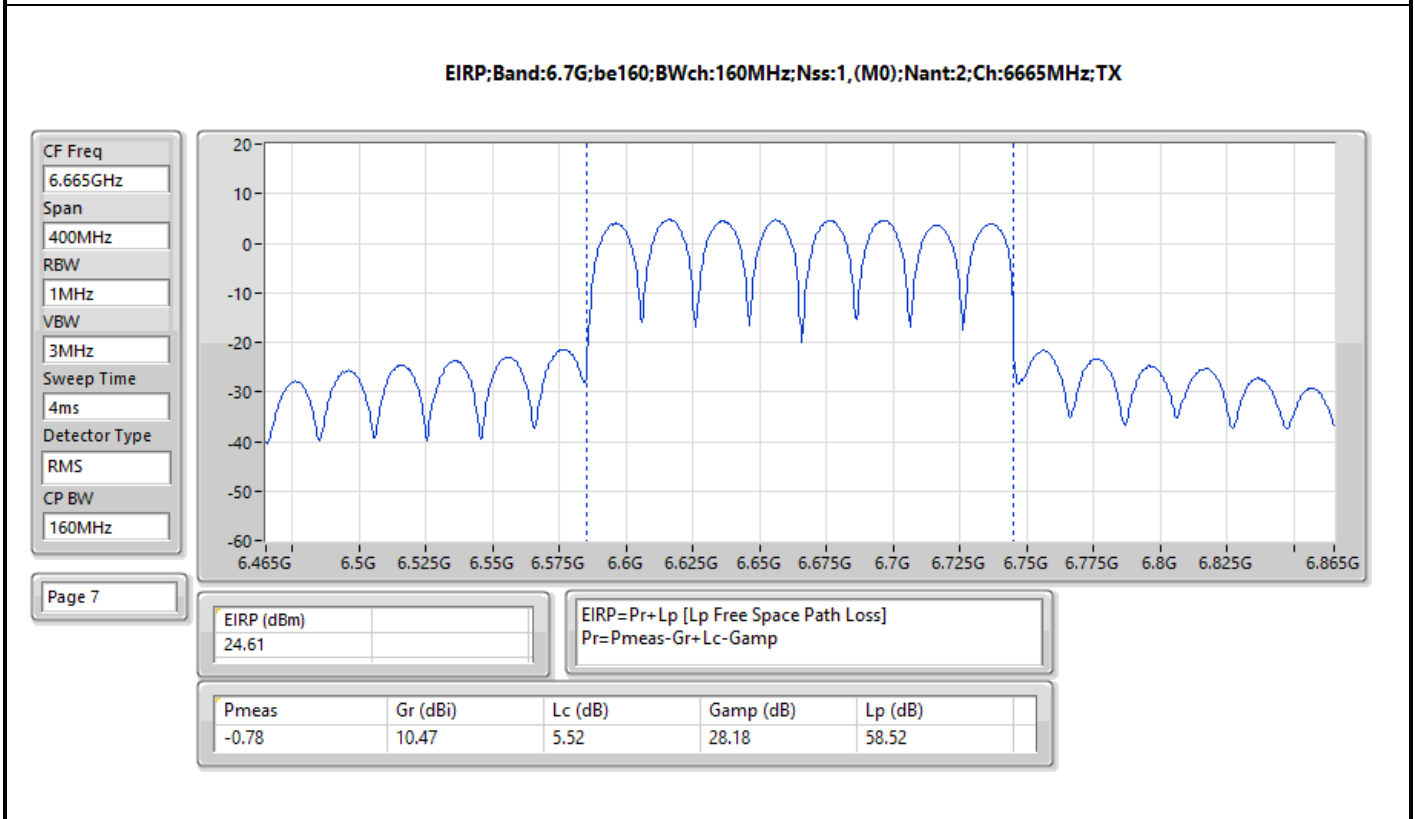 EIRP;Band:6.7G;be160;BWch:160MHz;Nss:1,(M0);Nant:2;Ch:6665MHz;TX
CF Freq
6.665GHz
Span
400MHz
RBW
1MHz
VBW
3MHz
Sweep Time
4ms
Detector Type
RMS
CP BW
160MHz
Page 7
20
10
0
-10
-20
-30
-40
-50
-60
6.465G 6.5G 6.525G 6.55G 6.575G 6.6G 6.625G 6.65G 6.675G 6.7G 6.725G 6.75G 6.775G 6.8G 6.825G 6.865G
EIRP (dBm)
24.61
EIRP=Pr+Lp [Lp Free Space Path Loss]
Pr=Pmeas-Gr+Lc-Gamp
Pmeas Gr (dBi) Lc (dB) Gamp (dB) Lp (dB)
-0.78 10.47 5.52 28.18 58.52